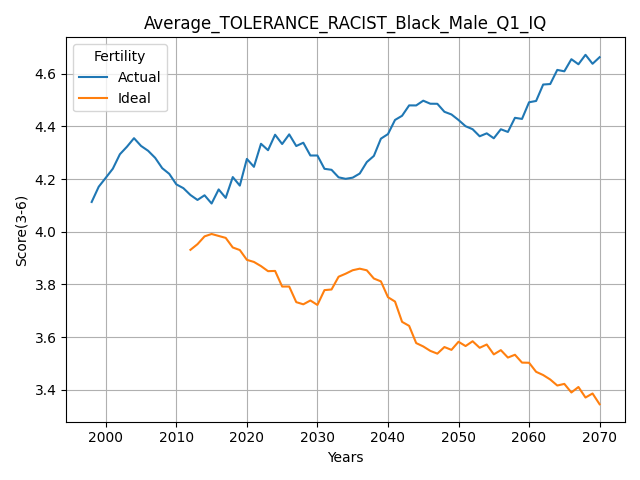 Average_TOLERANCE_RACIST_Black_Male_Q1_IQ
Fertility
Actual
Ideal
Score(3-6)
4.6
4.4
4.2
4.0
3.8
3.6
3.4
2000 2010 2020 2030 2040 2050 2060 2070
Years